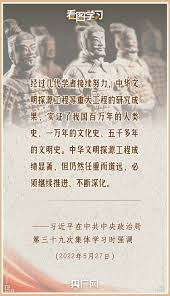 看图学习
经过几代学者接续努力，中华文
明探源工程等重大工程的研究成
果，实证了我国百万年的人类
史、一万年的文化史、五千多年
的文明史。中华文明探源工程成
绩显著，但仍然任重而道远，必
须继续推进、不断深化。
——习近平在中共中央政治局
第三十九次集体学习时强调
（2022年5月27日）
央广网